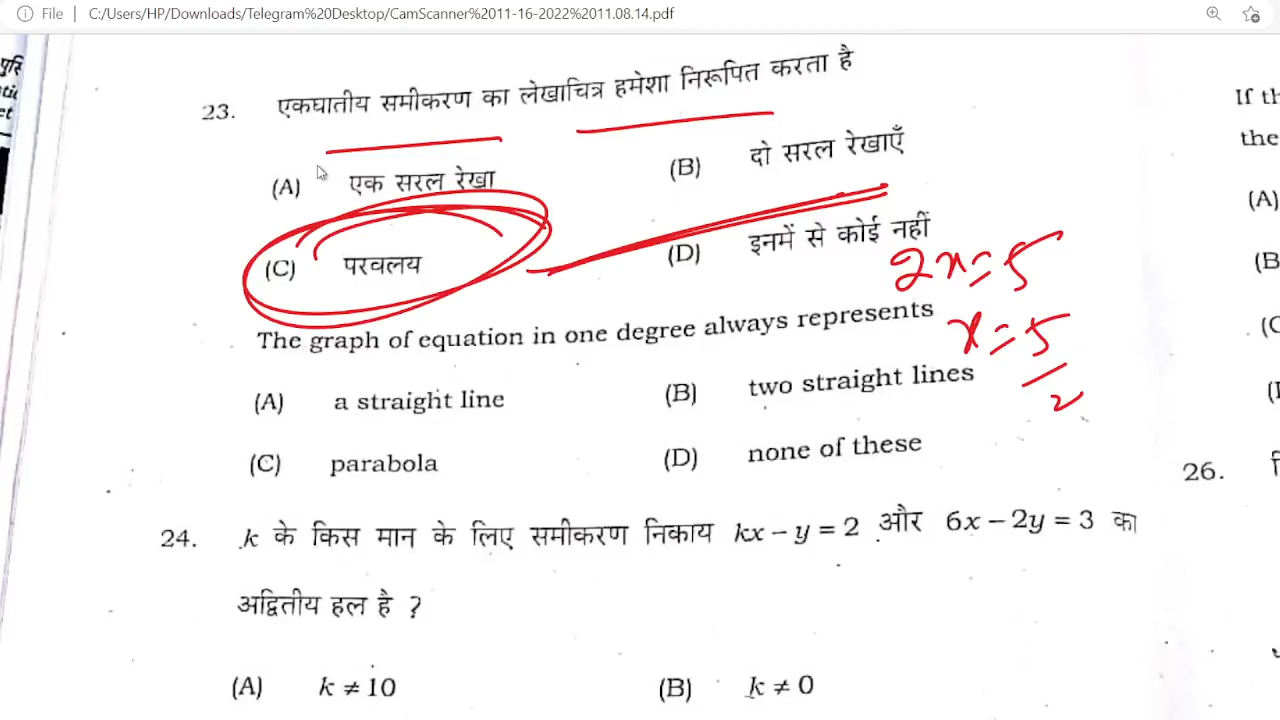 File | C:/Users/HP/Downloads/Telegram%20Desktop/CamScanner%2011-16-2022%2011.08.14.pdf
23. एकघातीय समीकरण का लेखाचित्र हमेशा निरूपित करता है
(A) एक सरल रेखा (B) दो सरल रेखाएँ
(C) परवलय (D) इनमें से कोई नहीं
2x=5
x=5/2
The graph of equation in one degree always represents
(A) a straight line (B) two straight lines
(C) parabola (D) none of these
24. k के किस मान के लिए समीकरण निकाय kx – y = 2 और 6x – 2y = 3 का
अद्वितीय हल है ?
(A) k ≠ 10 (B) k ≠ 0
If th
the
(A)
(B)
(C
(I
26.